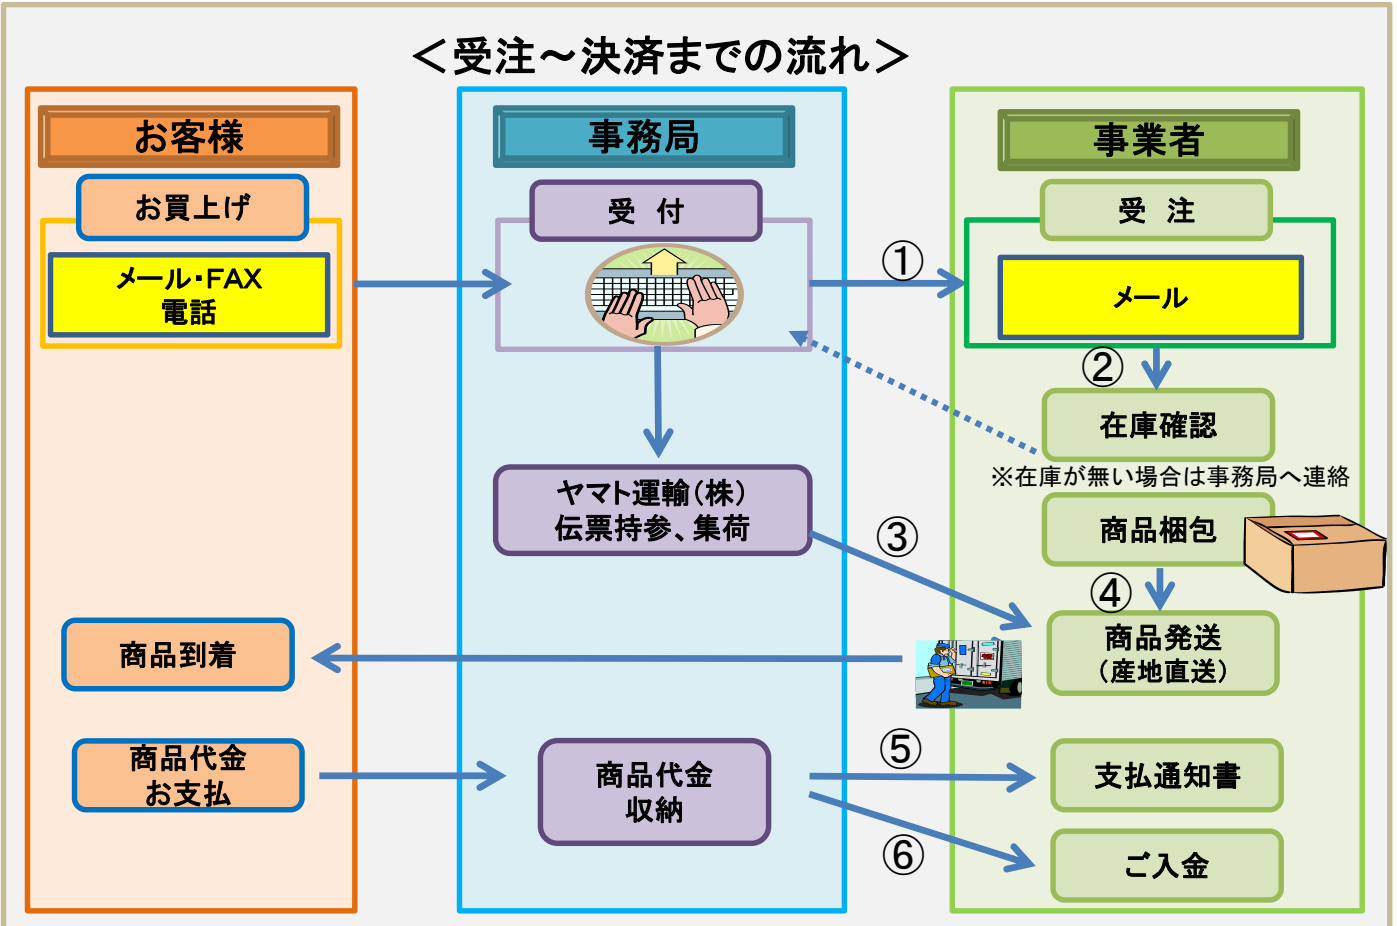 ＜受注～決済までの流れ＞
お客様
お買上げ
メール・FAX
電話
商品到着
商品代金
お支払
事務局
受　付
ヤマト運輸（株）
伝票持参、集荷
商品代金
収納
①
②
③
④
⑤
⑥
事業者
受　注
メール
在庫確認
※在庫が無い場合は事務局へ連絡
商品梱包
商品発送
（産地直送）
支払通知書
ご入金